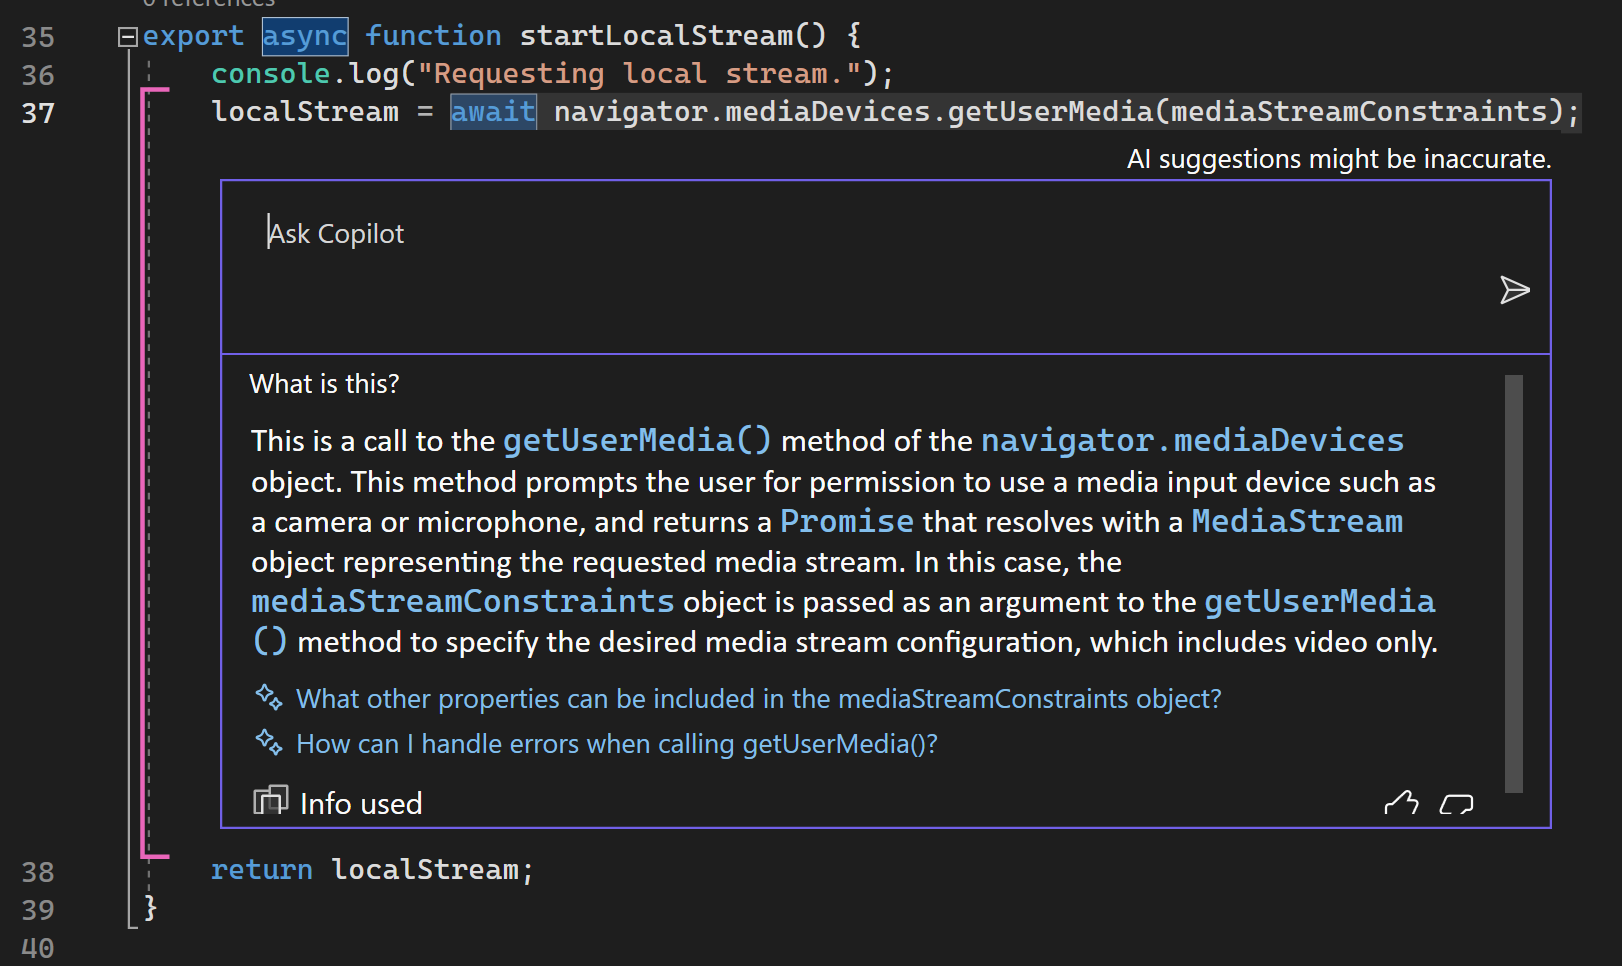 0 references
35 export async function startLocalStream() {
36 console.log("Requesting local stream.");
37 localStream = await navigator.mediaDevices.getUserMedia(mediaStreamConstraints);
AI suggestions might be inaccurate.
Ask Copilot
What is this?
This is a call to the getUserMedia() method of the navigator.mediaDevices
object. This method prompts the user for permission to use a media input device such as
a camera or microphone, and returns a Promise that resolves with a MediaStream
object representing the requested media stream. In this case, the
mediaStreamConstraints object is passed as an argument to the getUserMedia
() method to specify the desired media stream configuration, which includes video only.
What other properties can be included in the mediaStreamConstraints object?
How can I handle errors when calling getUserMedia()?
Info used
38 return localStream;
39 }
40